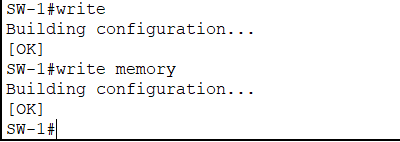 SW-1#write
Building configuration...
[OK]
SW-1#write memory
Building configuration...
[OK]
SW-1#